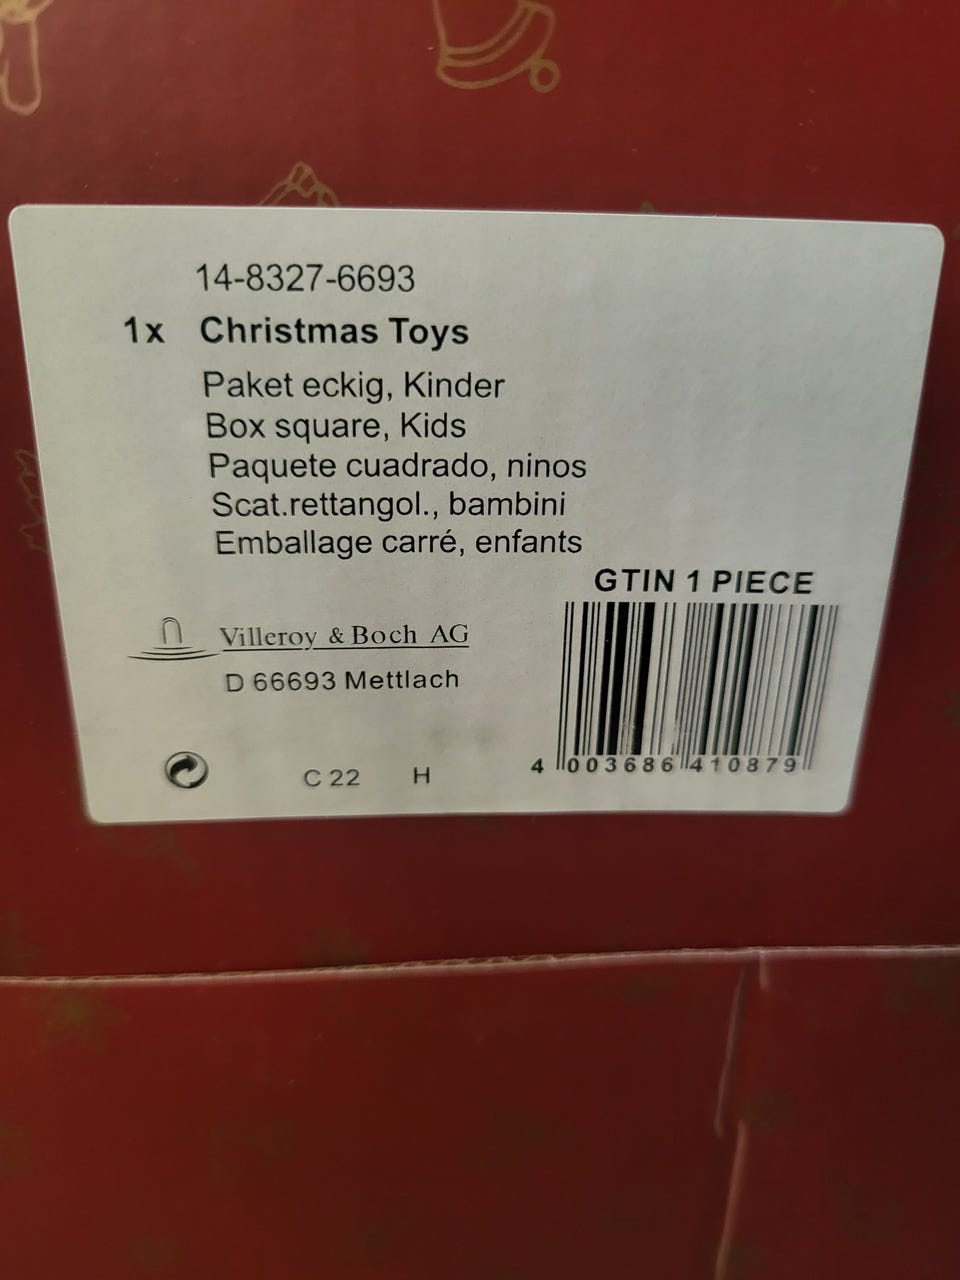 14-8327-6693
1x Christmas Toys
Paket eckig, Kinder
Box square, Kids
Paquete cuadrado, ninos
Scat.rettangol., bambini
Emballage carré, enfants
GTIN 1 PIECE
Villeroy & Boch AG
D 66693 Mettlach
4 003686 410879
C 22 H